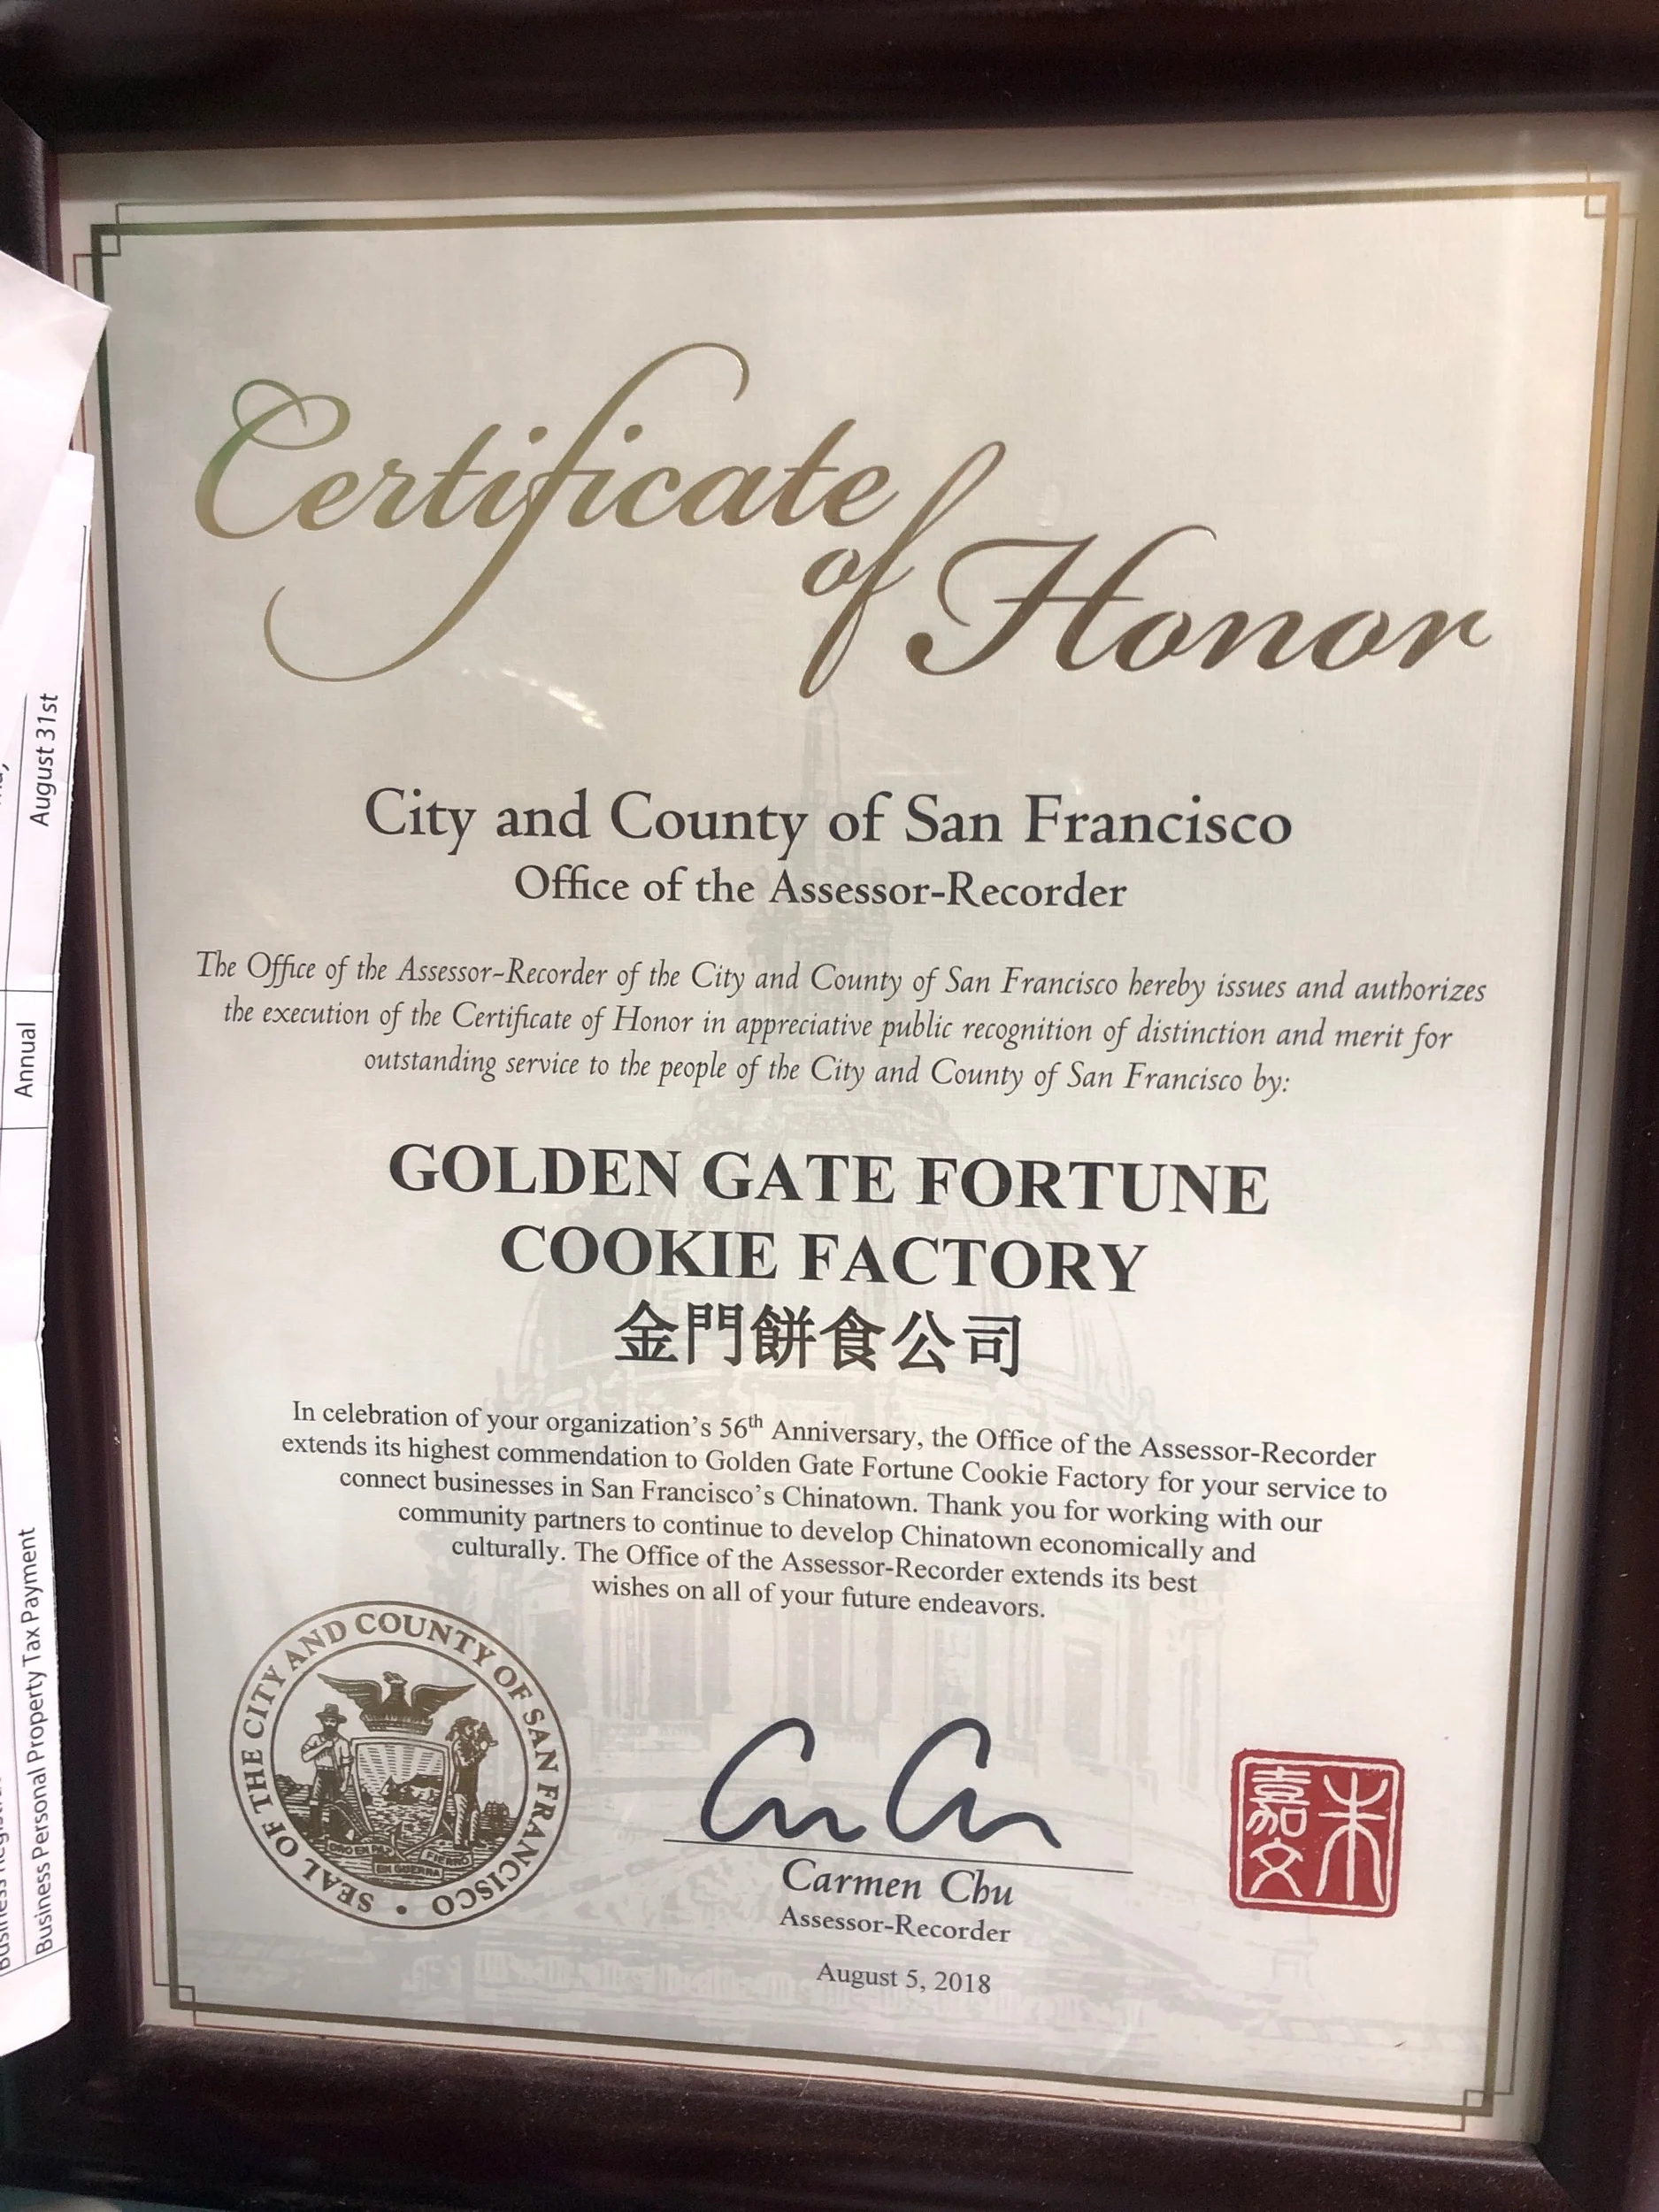 Certificate
of Honor
City and County of San Francisco
Office of the Assessor-Recorder
The Office of the Assessor-Recorder of the City and County of San Francisco hereby issues and authorizes
the execution of the Certificate of Honor in appreciative public recognition of distinction and merit for
outstanding service to the people of the City and County of San Francisco by:
GOLDEN GATE FORTUNE
COOKIE FACTORY
金門餅食公司
In celebration of your organization's 56th Anniversary, the Office of the Assessor-Recorder
extends its highest commendation to Golden Gate Fortune Cookie Factory for your service to
connect businesses in San Francisco's Chinatown. Thank you for working with our
community partners to continue to develop Chinatown economically and
culturally. The Office of the Assessor-Recorder extends its best
wishes on all of your future endeavors.
SEAL OF THE CITY AND COUNTY OF SAN FRANCISCO
ORO EN PAZ
FIERRO
EN GUERRA
Carmen Chu
Assessor-Recorder
August 5, 2018
朱
嘉文
August 31st
Annual
Business Personal Property Tax Payment